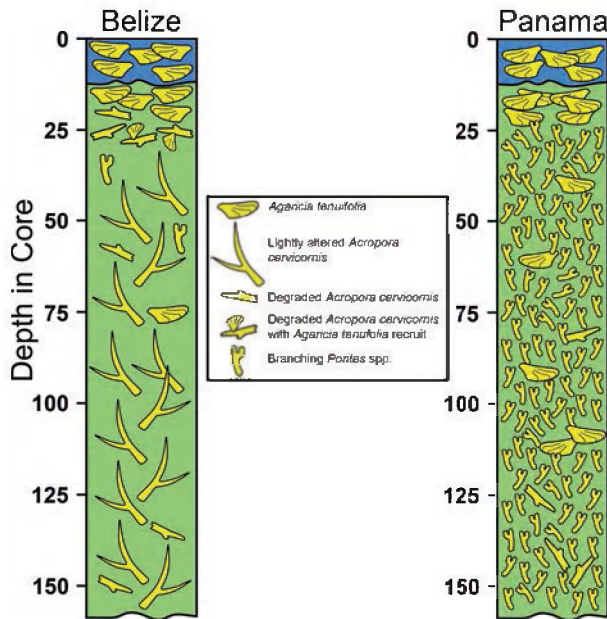 Belize
Panama
Depth in Core
0
25
50
75
100
125
150
Agaricia tenuifolia
Lightly altered Acropora
cervicornis
Degraded Acropora cervicornis
Degraded Acropora cervicornis
with Agaricia tenuifolia recruit
Branching Porites spp.
0
25
50
75
100
125
150